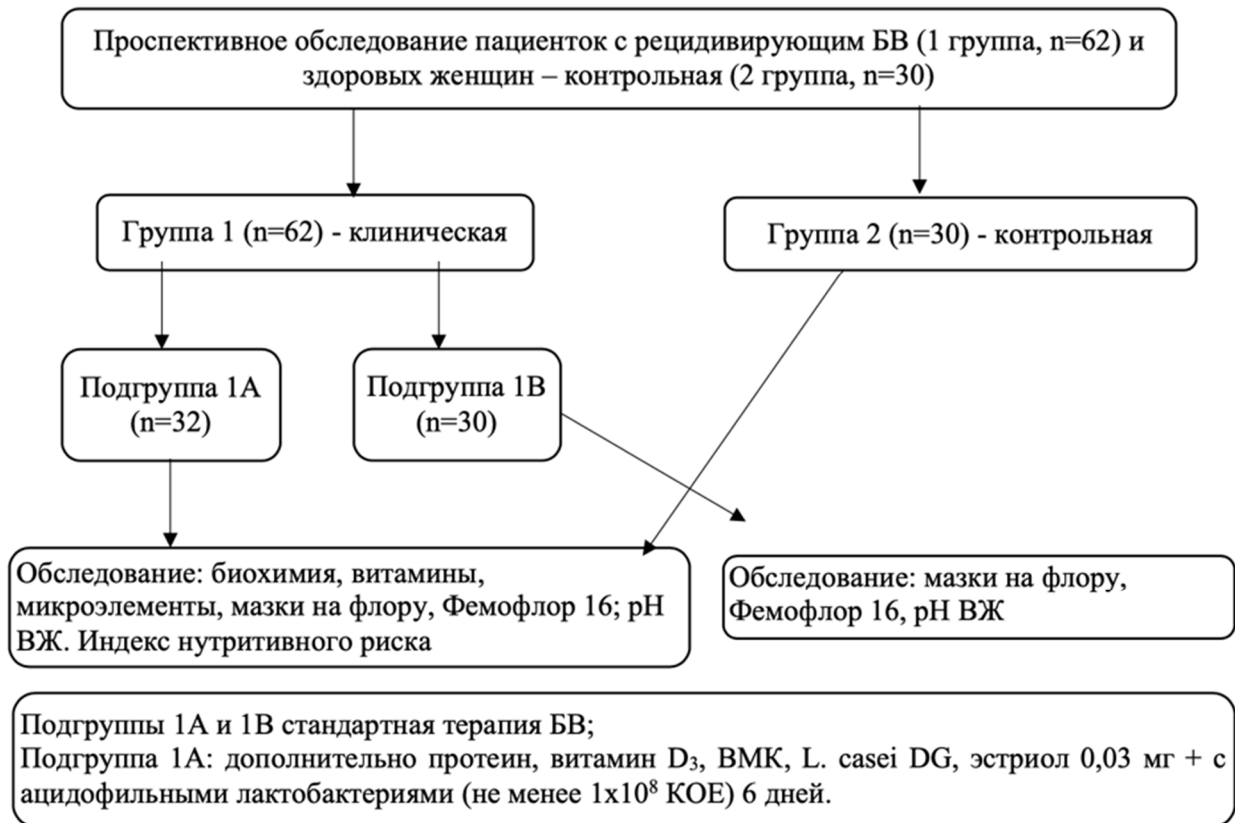 Проспективное обследование пациенток с рецидивирующим БВ (1 группа, n=62) и
здоровых женщин – контрольная (2 группа, n=30)
Группа 1 (n=62) - клиническая
Группа 2 (n=30) - контрольная
Подгруппа 1А
(n=32)
Подгруппа 1В
(n=30)
Обследование: биохимия, витамины,
микроэлементы, мазки на флору, Фемофлор 16; рН
ВЖ. Индекс нутритивного риска
Обследование: мазки на флору,
Фемофлор 16, рН ВЖ
Подгруппы 1А и 1В стандартная терапия БВ;
Подгруппа 1А: дополнительно протеин, витамин D₃, ВМК, L. casei DG, эстриол 0,03 мг + с
ацидофильными лактобактериями (не менее 1x10⁸ КОЕ) 6 дней.